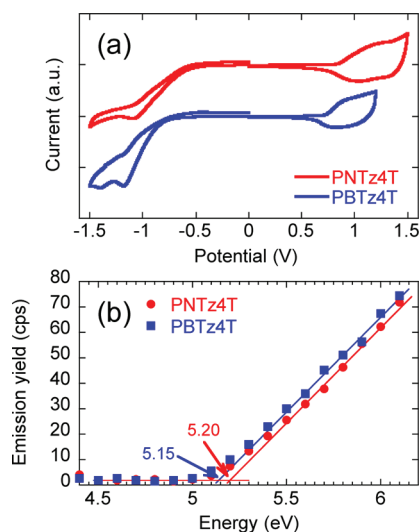 (a)
Current (a.u.)
PNTz4T
PBTz4T
-1.5 -1 -0.5 0 0.5 1 1.5
Potential (V)
80
70
60
50
40
30
20
10
0
Emission yield (cps)
(b)
PNTz4T
PBTz4T
5.20
5.15
4.5 5 5.5 6
Energy (eV)